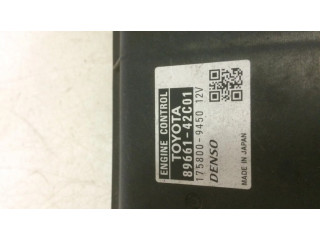 ENGINE CONTROL
TOYOTA
89661-42C01
175800-9450 12V
DENSO
MADE IN JAPAN